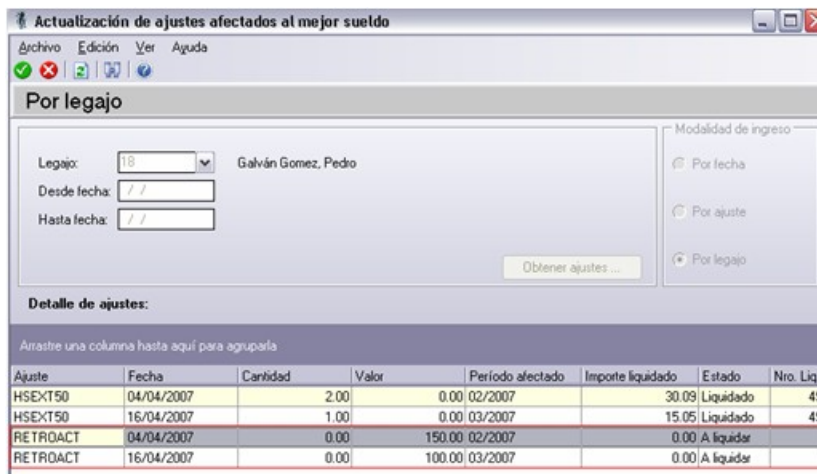 Actualización de ajustes afectados al mejor sueldo
Archivo Edición Ver Ayuda
Por legajo
Modalidad de ingreso
Legajo: 18 Galván Gomez, Pedro
Por fecha
Desde fecha: / /
Hasta fecha: / /
Por ajuste
Obtener ajustes ...
Por legajo
Detalle de ajustes:
Arrastre una columna hasta aquí para agruparla
Ajuste Fecha Cantidad Valor Período afectado Importe liquidado Estado Nro.
HSEXT50 04/04/2007 2.00 0.00 02/2007 30.09 Liquidado
HSEXT50 16/04/2007 1.00 0.00 03/2007 15.05 Liquidado
RETROACT 04/04/2007 0.00 150.00 02/2007 0.00 A liquidar
RETROACT 16/04/2007 0.00 100.00 03/2007 0.00 A liquidar